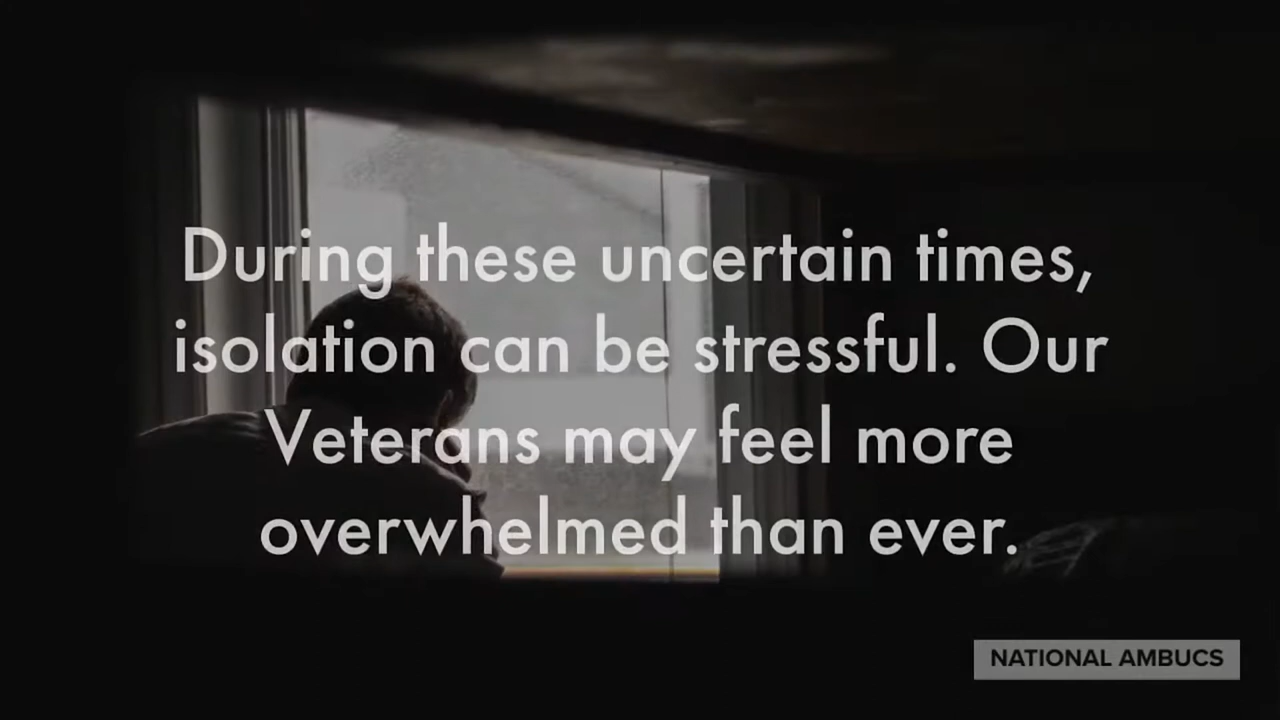 During these uncertain times,
isolation can be stressful. Our
Veterans may feel more
overwhelmed than ever.
NATIONAL AMBUCS